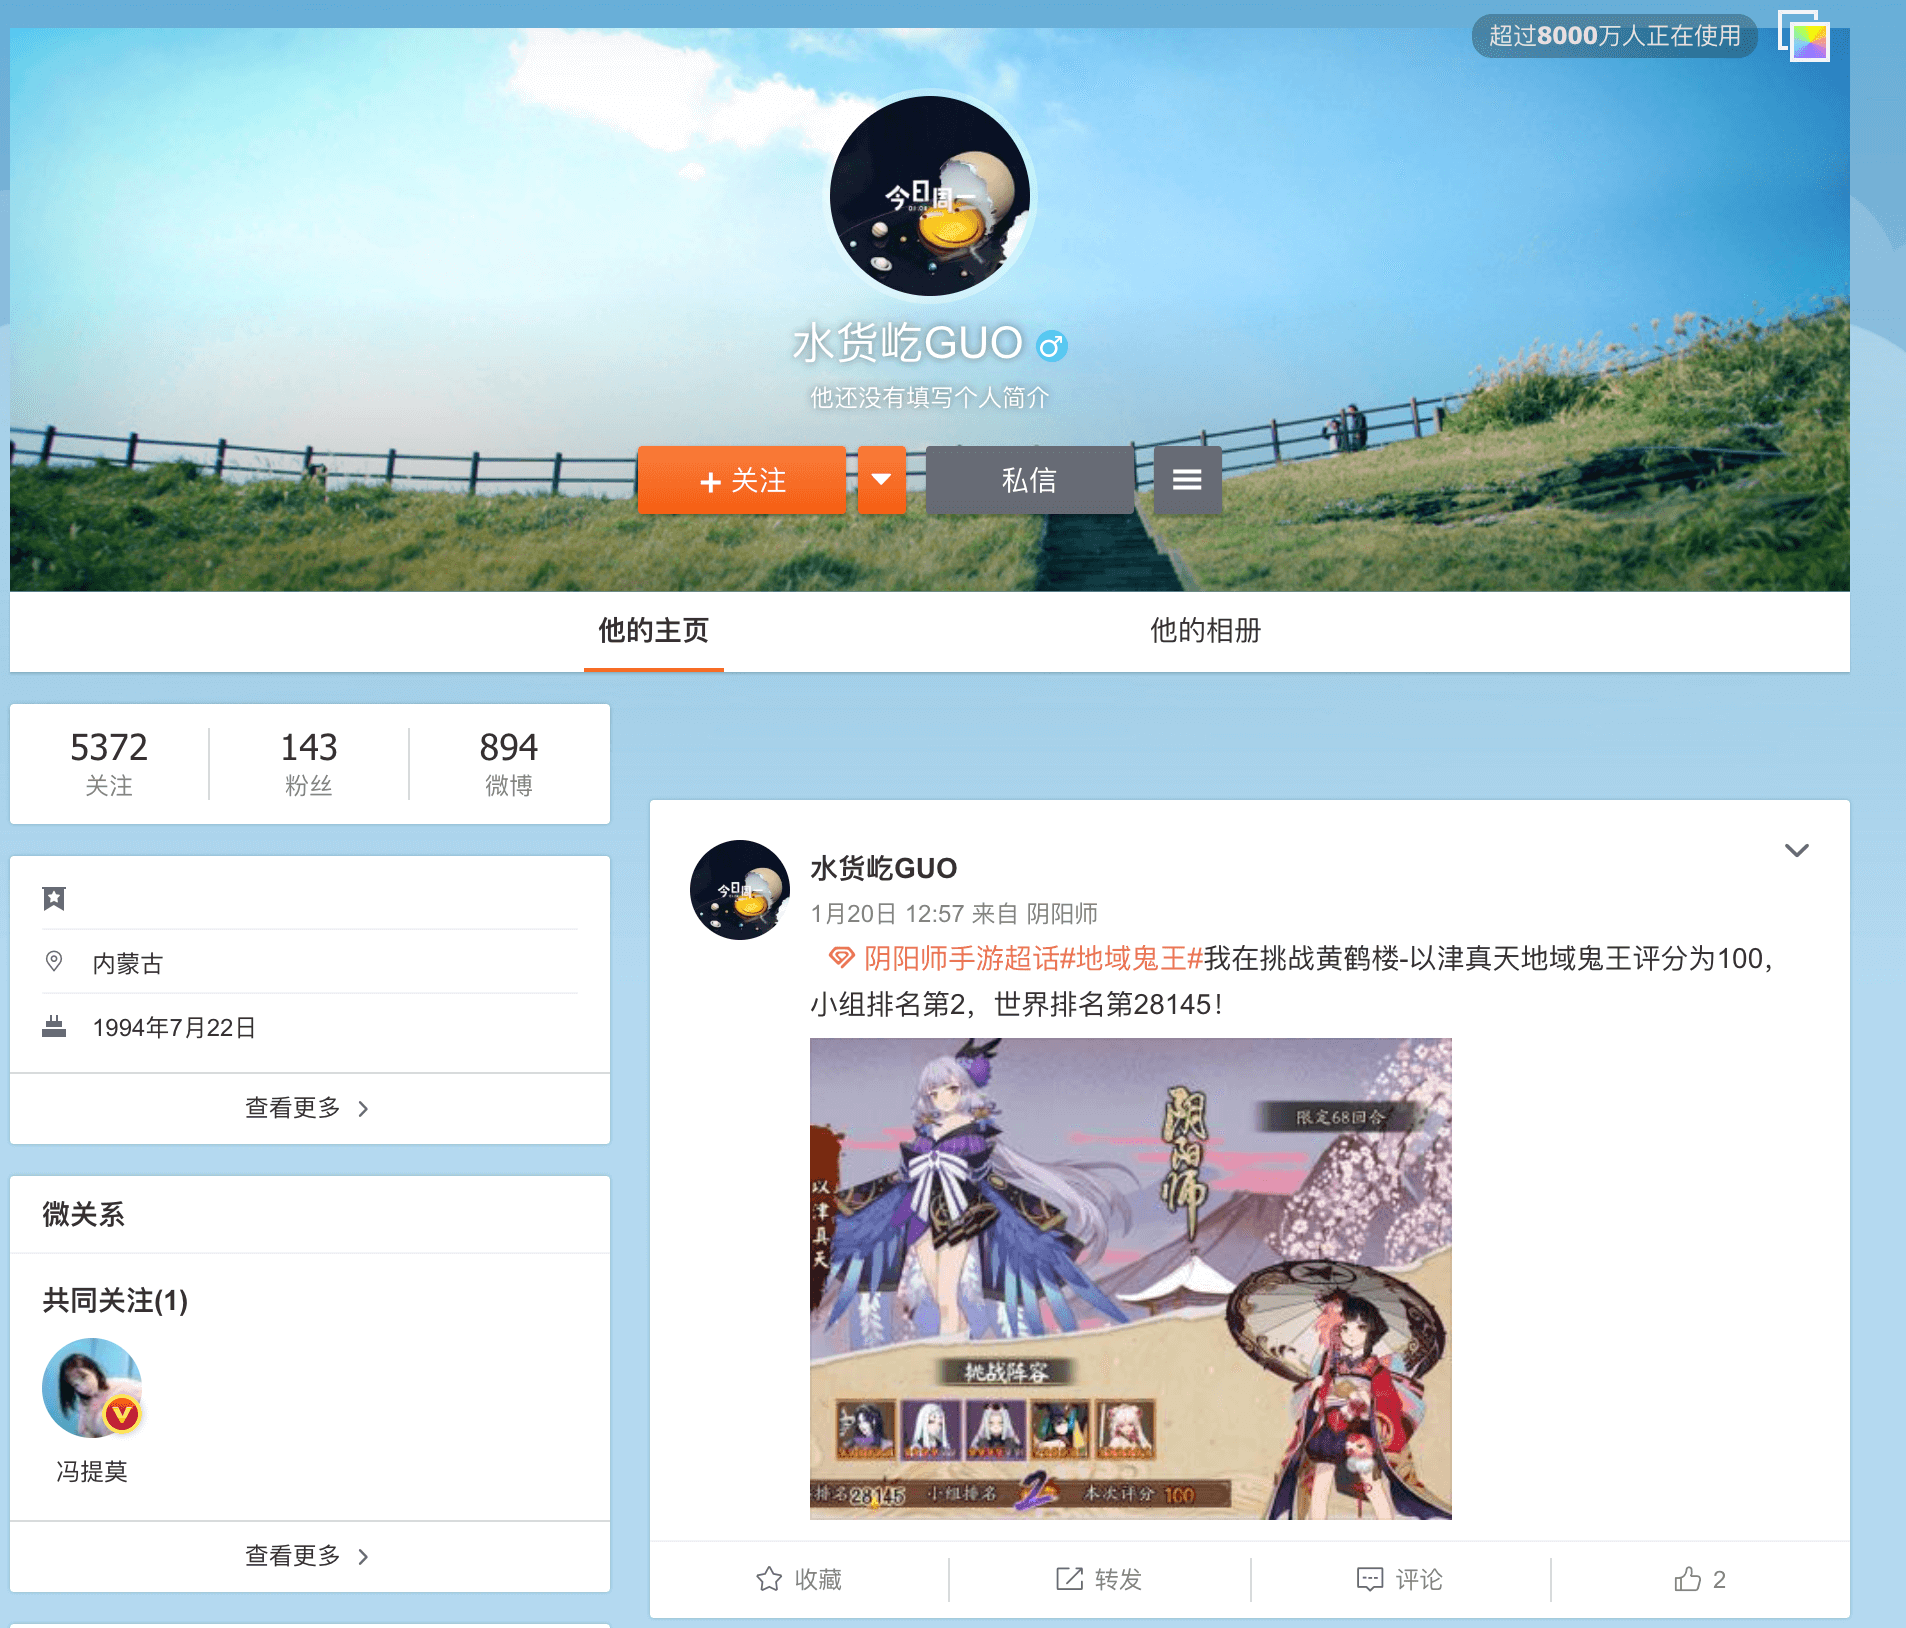 超过8000万人正在使用
今日周一
水货屹GUO
他还没有填写个人简介
+ 关注
私信
他的主页
他的相册
5372
关注
143
粉丝
894
微博
内蒙古
1994年7月22日
查看更多
微关系
共同关注(1)
冯提莫
查看更多
今日周一
水货屹GUO
1月20日 12:57 来自 阴阳师
阴阳师手游超话#地域鬼王#我在挑战黄鹤楼-以津真天地域鬼王评分为100,
小组排名第2，世界排名第28145！
阴阳师
限定68回合
以津真天
挑战阵容
排名28145 小组排名 2 本次评分 100
收藏
转发
评论
2